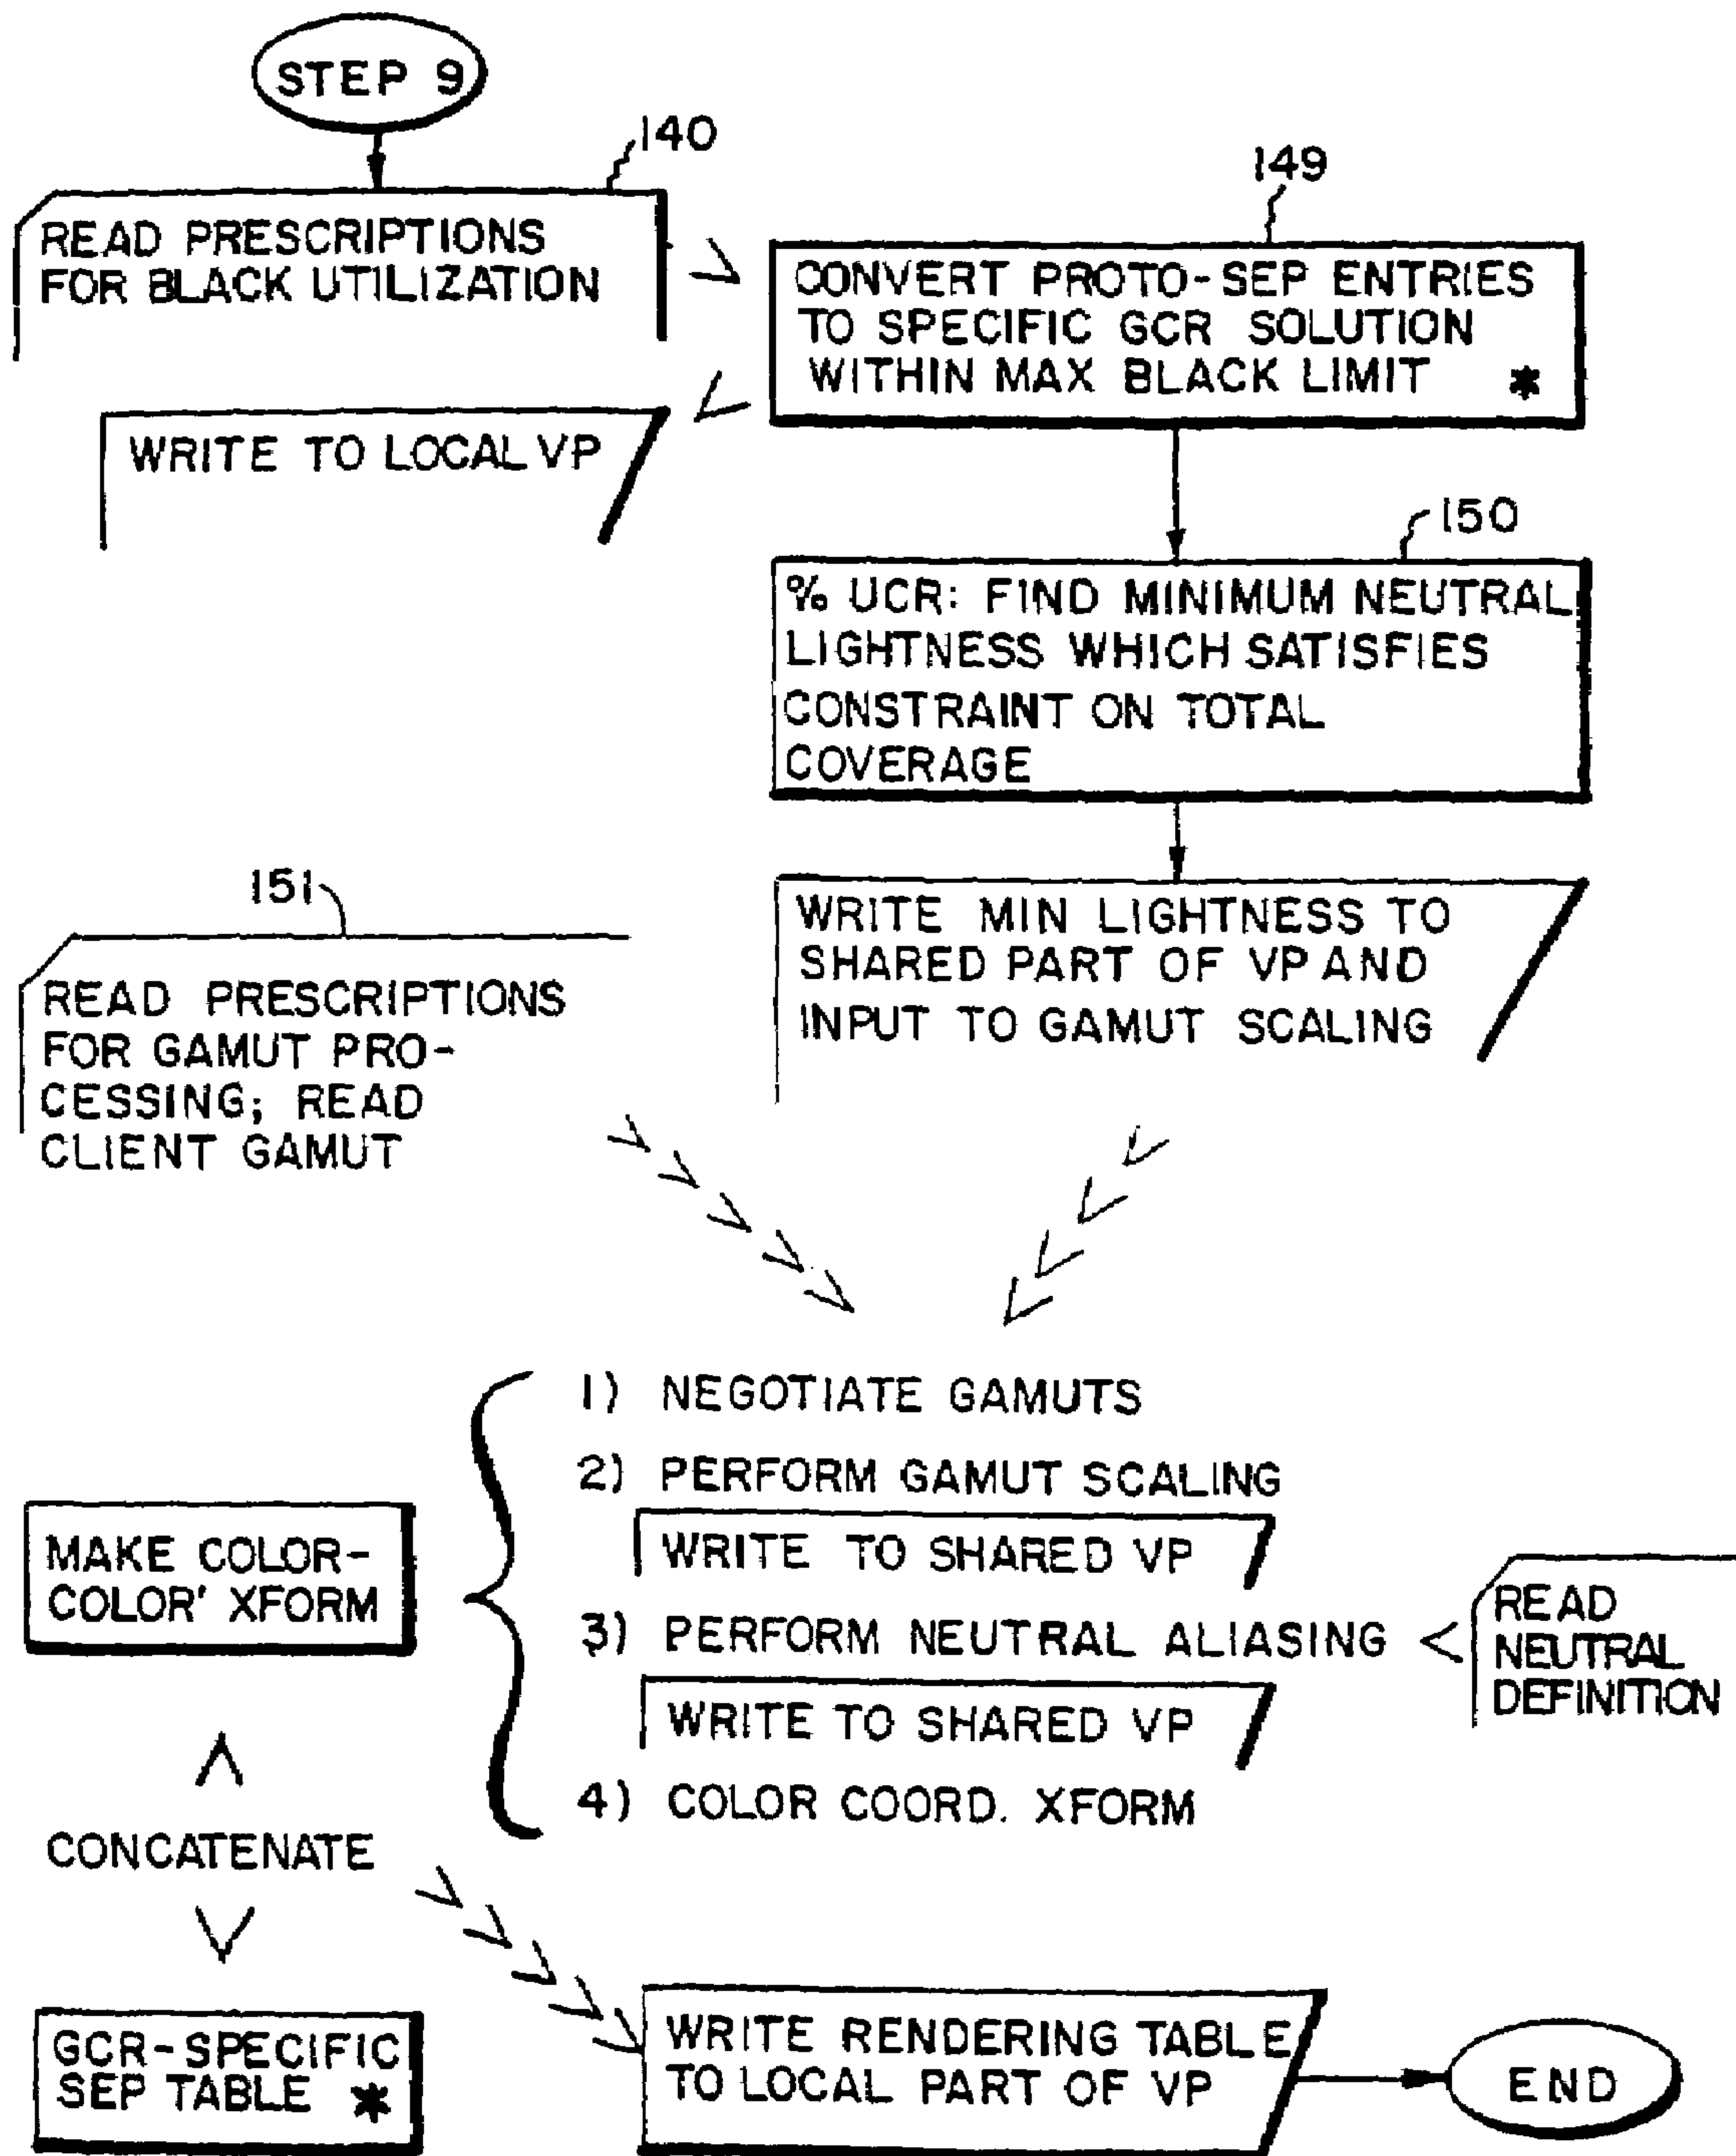 STEP 9
140
READ PRESCRIPTIONS
FOR BLACK UTILIZATION
149
CONVERT PROTO-SEP ENTRIES
TO SPECIFIC GCR SOLUTION
WITHIN MAX BLACK LIMIT *
WRITE TO LOCAL VP
150
% UCR: FIND MINIMUM NEUTRAL
LIGHTNESS WHICH SATISFIES
CONSTRAINT ON TOTAL
COVERAGE
WRITE MIN LIGHTNESS TO
SHARED PART OF VP AND
INPUT TO GAMUT SCALING
151
READ PRESCRIPTIONS
FOR GAMUT PRO-
CESSING; READ
CLIENT GAMUT
MAKE COLOR-
COLOR' XFORM
1) NEGOTIATE GAMUTS
2) PERFORM GAMUT SCALING
WRITE TO SHARED VP
3) PERFORM NEUTRAL ALIASING
READ
NEUTRAL
DEFINITION
WRITE TO SHARED VP
4) COLOR COORD. XFORM
CONCATENATE
GCR-SPECIFIC
SEP TABLE *
WRITE RENDERING TABLE
TO LOCAL PART OF VP
END